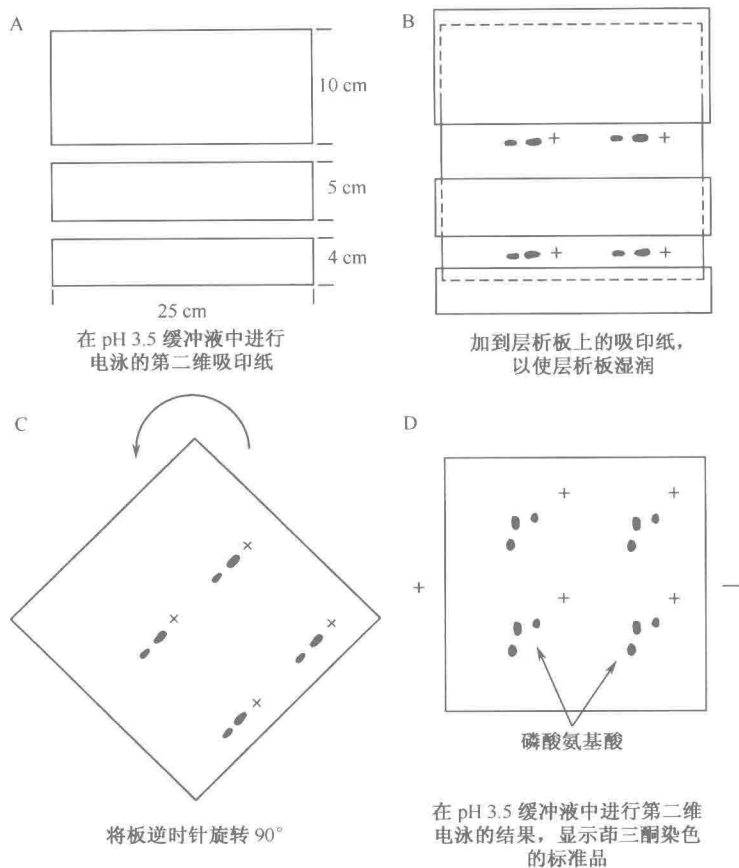 A
10 cm
5 cm
4 cm
25 cm
在 pH 3.5 缓冲液中进行
电泳的第二维吸印纸
B
+ +
+ +
加到层析板上的吸印纸，
以使层析板湿润
C
×
×
×
×
将板逆时针旋转 90°
D
+ +
+ —
+ +
磷酸氨基酸
在 pH 3.5 缓冲液中进行第二维
电泳的结果，显示茚三酮染色
的标准品